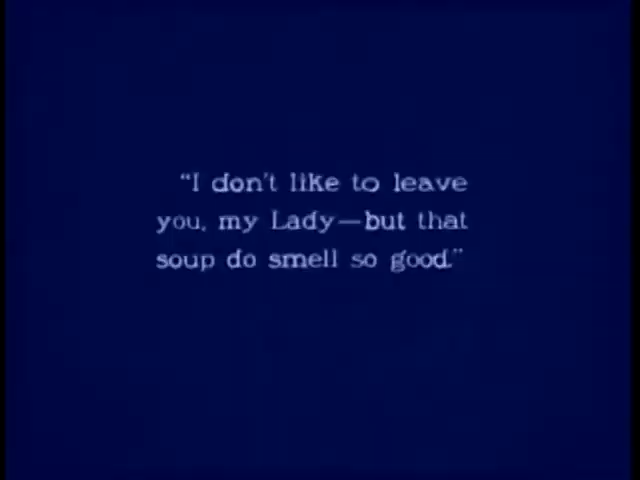 “I don't like to leave
you, my Lady—but that
soup do smell so good.”